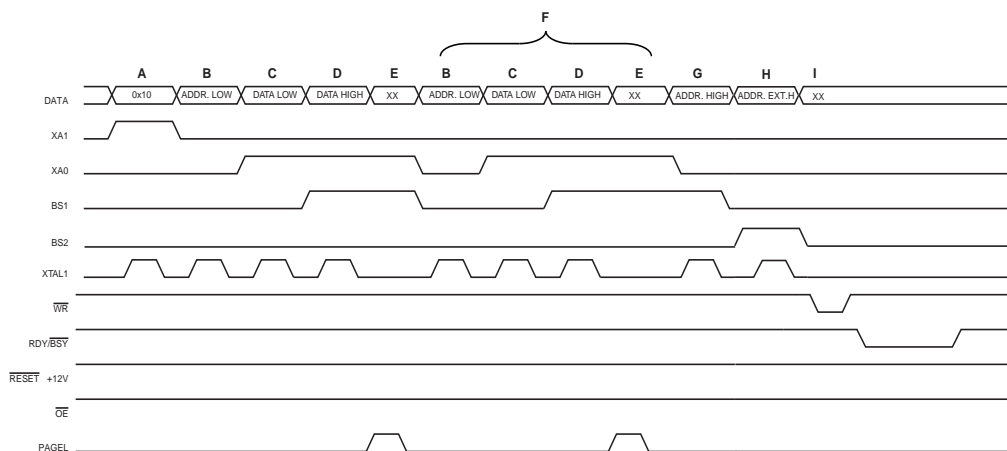 F
A B C D E B C D E G H I
DATA 0x10 ADDR. LOW DATA LOW DATA HIGH XX ADDR. LOW DATA LOW DATA HIGH XX ADDR. HIGH ADDR. EXT.H XX
XA1
XA0
BS1
BS2
XTAL1
WR
RDY/BSY
RESET +12V
OE
PAGEL